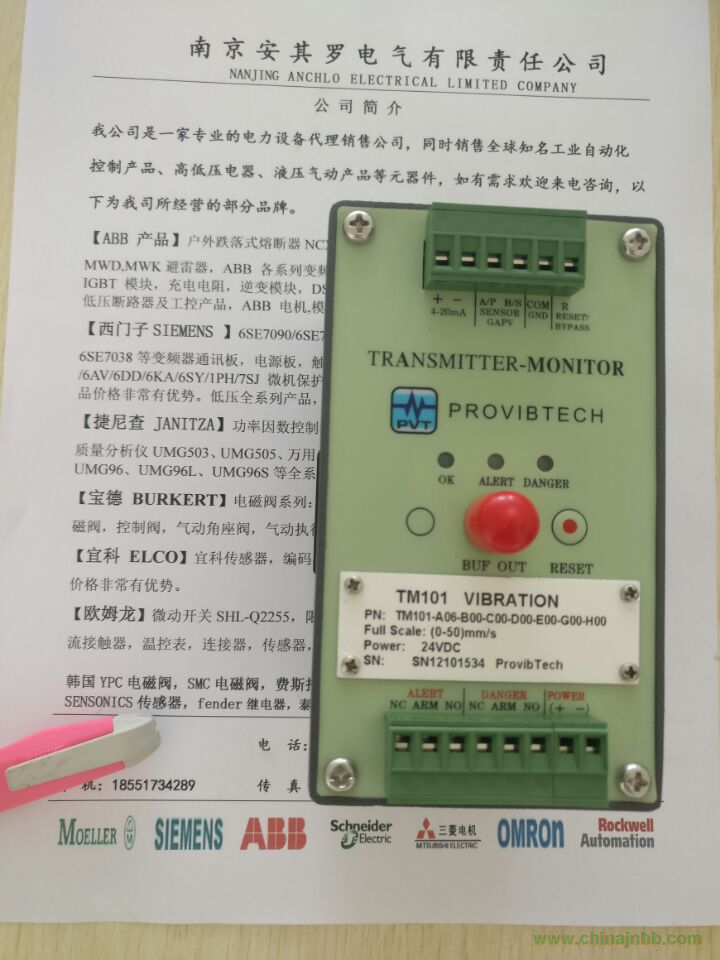 南京安其罗电气有限责任公司
NANJING ANCHLO ELECTRICAL LIMITED COMPANY
公司简介
我公司是一家专业的电力设备代理销售公司，同时销售全球知名工业自动化
控制产品、高低压电器、液压气动产品等元器件，如有需求欢迎来电咨询，以
下为我司所经营的部分品牌。
【ABB 产品】户外跌落式熔断器 NCX
MWD,MWK 避雷器，ABB 各系列变频
IGBT 模块，充电电阻，逆变模块，DS
低压断路器及工控产品，ABB 电机,模
【西门子 SIEMENS 】6SE7090/6SE7
6SE7038 等变频器通讯板，电源板，触
/6AV/6DD/6KA/6SY/1PH/7SJ 微机保护
品价格非常有优势。低压全系列产品，
【捷尼查 JANITZA】功率因数控制
质量分析仪 UMG503、UMG505、万用
UMG96、UMG96L、UMG96S 等全系
【宝德 BURKERT】电磁阀系列：
磁阀，控制阀，气动角座阀，气动执行
【宜科 ELCO】宜科传感器，编码
价格非常有优势。
【欧姆龙】微动开关 SHL-Q2255，限
流接触器，温控表，连接器，传感器，
韩国 YPC 电磁阀，SMC 电磁阀，费斯托
SENSONICS 传感器，fender 继电器，泰
电 话：
机：18551734289 传 真
MOELLER SIEMENS ABB Schneider Electric 三菱电机 MITSUBISHI ELECTRIC OMRON Rockwell Automation
+ - A/P B/S COM R
4-20mA SENSOR GND RESET/
GAPV BYPASS
TRANSMITTER-MONITOR
PVT PROVIBTECH
OK ALERT DANGER
BUF OUT RESET
TM101 VIBRATION
PN: TM101-A06-B00-C00-D00-E00-G00-H00
Full Scale: (0-50)mm/s
Power: 24VDC
SN: SN12101534 ProvibTech
ALERT DANGER POWER
NC ARM NO NC ARM NO (+ -)
www.chinajnhb.com